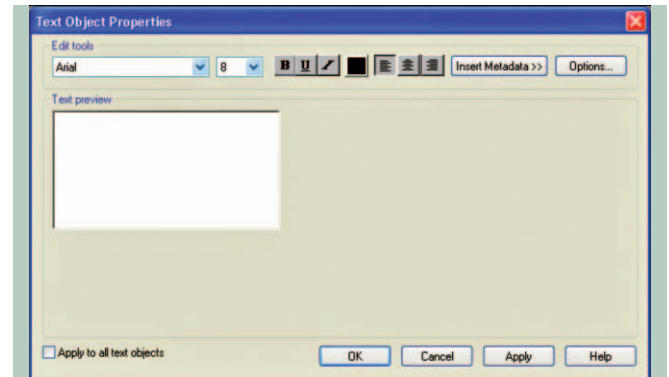 Text Object Properties
Edit tools
Arial 8 B U I Insert Metadata >> Options...
Text preview
Apply to all text objects OK Cancel Apply Help